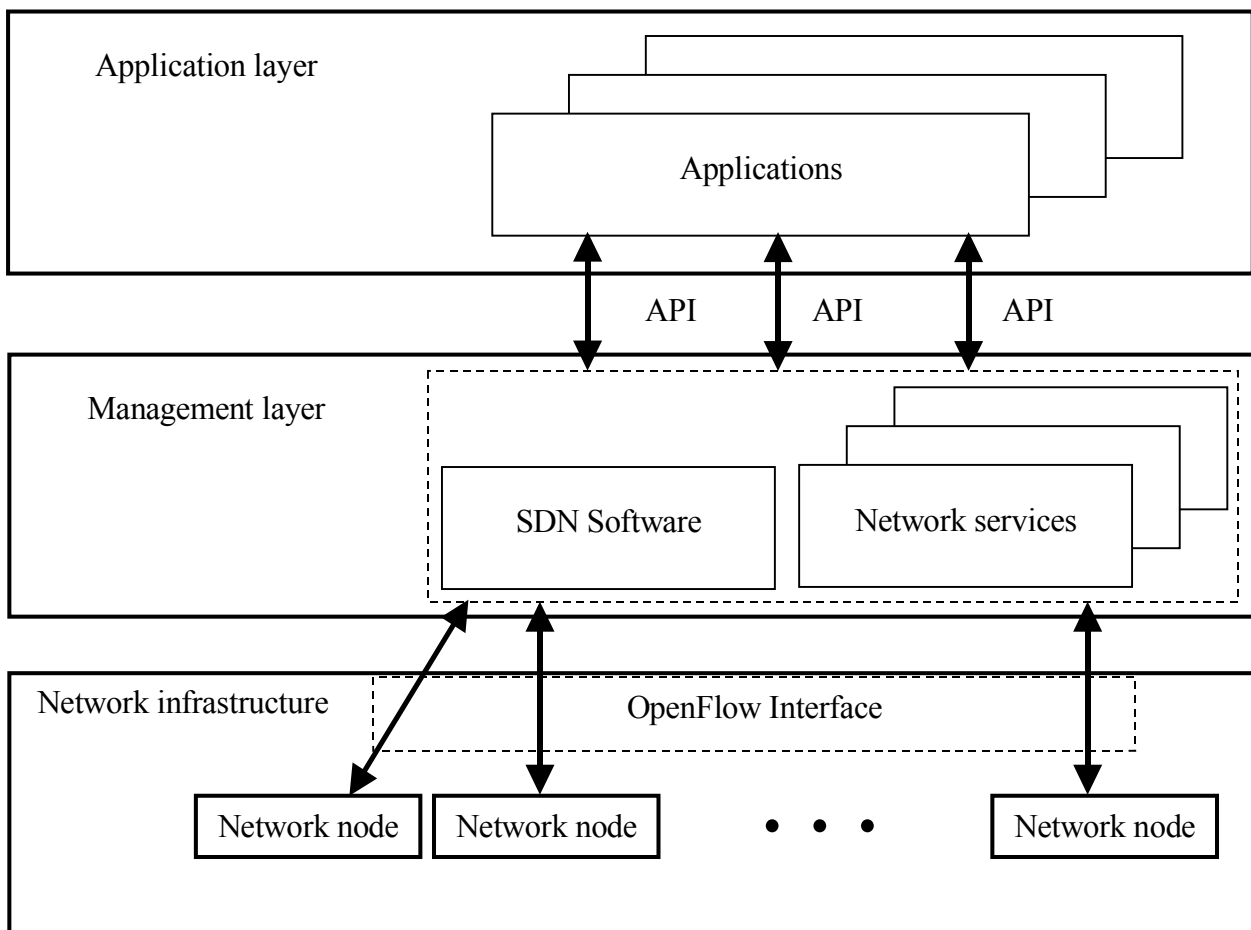 Application layer
Applications
API
API
API
Management layer
SDN Software
Network services
Network infrastructure
OpenFlow Interface
Network node
Network node
Network node